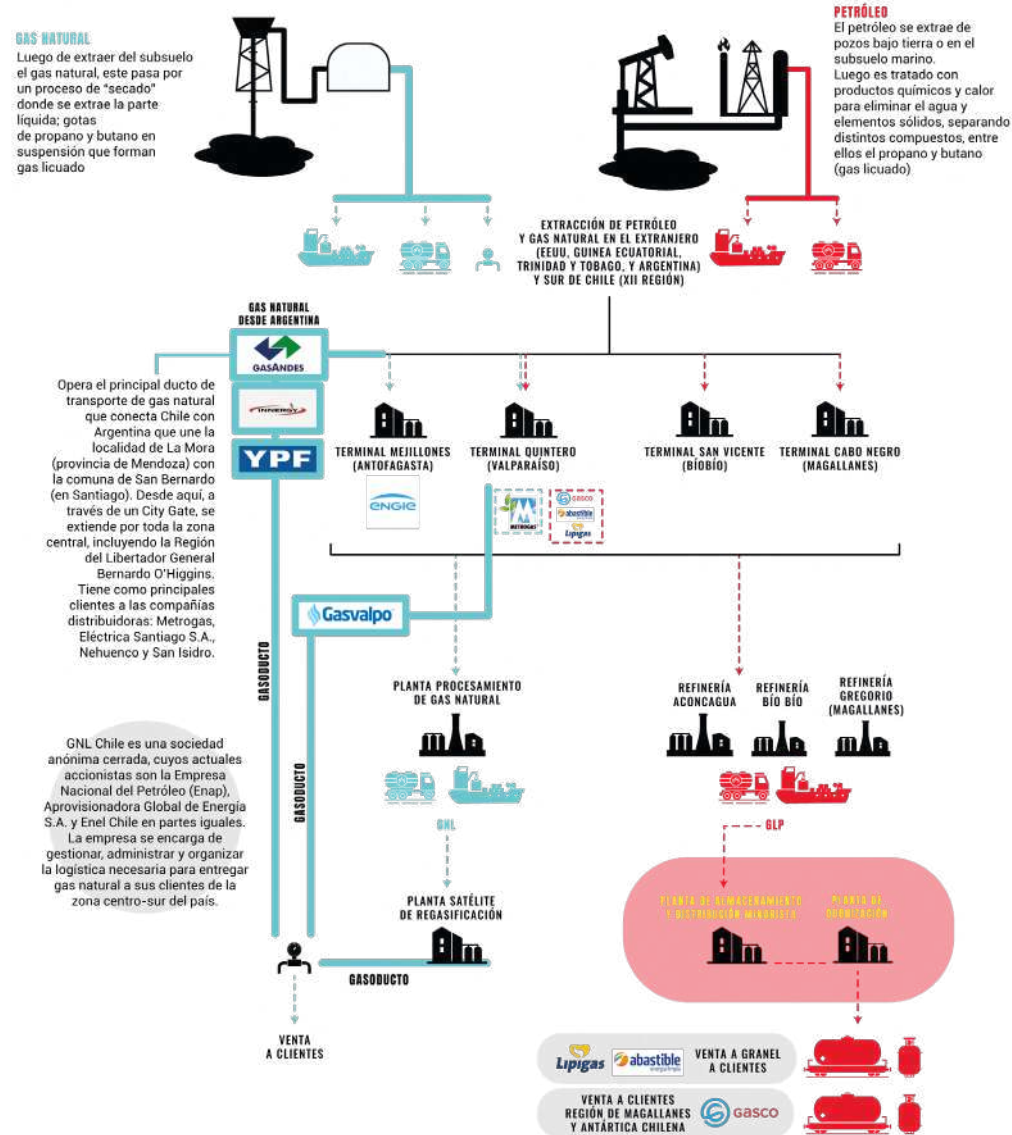 GAS NATURAL
Luego de extraer del subsuelo
el gas natural, este pasa por
un proceso de “secado”
donde se extrae la parte
líquida; gotas
de propano y butano en
suspensión que forman
gas licuado
PETRÓLEO
El petróleo se extrae de
pozos bajo tierra o en el
subsuelo marino.
Luego es tratado con
productos químicos y calor
para eliminar el agua y
elementos sólidos, separando
distintos compuestos, entre
ellos el propano y butano
(gas licuado)
EXTRACCIÓN DE PETRÓLEO
Y GAS NATURAL EN EL EXTRANJERO
(EEUU, GUINEA ECUATORIAL,
TRINIDAD Y TOBAGO, Y ARGENTINA)
Y SUR DE CHILE (XII REGIÓN)
GAS NATURAL
DESDE ARGENTINA
GASANDES
INNERGY
YPF
Opera el principal ducto de
transporte de gas natural
que conecta Chile con
Argentina que une la
localidad de La Mora
(provincia de Mendoza) con
la comuna de San Bernardo
(en Santiago). Desde aquí, a
través de un City Gate, se
extiende por toda la zona
central, incluyendo la Región
del Libertador General
Bernardo O’Higgins.
Tiene como principales
clientes a las compañías
distribuidoras: Metrogas,
Eléctrica Santiago S.A.,
Nehuenco y San Isidro.
TERMINAL MEJILLONES
(ANTOFAGASTA)
TERMINAL QUINTERO
(VALPARAÍSO)
TERMINAL SAN VICENTE
(BÍOBÍO)
TERMINAL CABO NEGRO
(MAGALLANES)
ENGIE
METROGAS
GASCO
abastible
Lipigas
Gasvalpo
GASODUCTO
GASODUCTO
PLANTA PROCESAMIENTO
DE GAS NATURAL
REFINERÍA
ACONCAGUA
REFINERÍA
BÍO BÍO
REFINERÍA
GREGORIO
(MAGALLANES)
GNL Chile es una sociedad
anónima cerrada, cuyos actuales
accionistas son la Empresa
Nacional del Petróleo (Enap),
Aprovisionadora Global de Energía
S.A. y Enel Chile en partes iguales.
La empresa se encarga de
gestionar, administrar y organizar
la logística necesaria para entregar
gas natural a sus clientes de la
zona centro-sur del país.
GNL
GLP
PLANTA SATÉLITE
DE REGASIFICACIÓN
PLANTA DE ALMACENAMIENTO
Y DISTRIBUCIÓN MINORISTA
PLANTA DE
ODORIZACIÓN
GASODUCTO
VENTA
A CLIENTES
Lipigas
abastible
VENTA A GRANEL
A CLIENTES
VENTA A CLIENTES
REGIÓN DE MAGALLANES
Y ANTÁRTICA CHILENA
GASCO